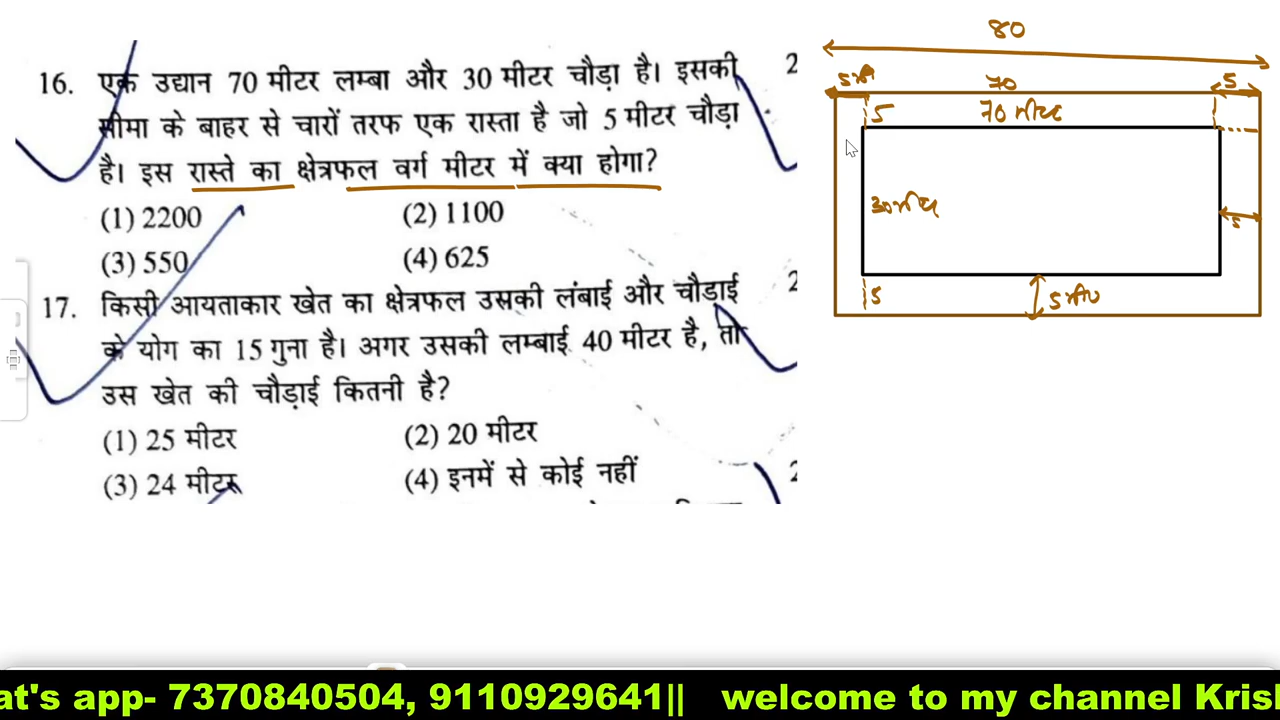 16. एक उद्यान 70 मीटर लम्बा और 30 मीटर चौड़ा है। इसकी
सीमा के बाहर से चारों तरफ एक रास्ता है जो 5 मीटर चौड़ा
है। इस रास्ते का क्षेत्रफल वर्ग मीटर में क्या होगा?
(1) 2200 (2) 1100
(3) 550 (4) 625
17. किसी आयताकार खेत का क्षेत्रफल उसकी लंबाई और चौड़ाई
के योग का 15 गुना है। अगर उसकी लम्बाई 40 मीटर है, तो
उस खेत की चौड़ाई कितनी है?
(1) 25 मीटर (2) 20 मीटर
(3) 24 मीटर (4) इनमें से कोई नहीं
2
2
2
80
70 5
5 70 मीटर
30 मीटर
5
5 5
at's app- 7370840504, 9110929641|| welcome to my channel Krish